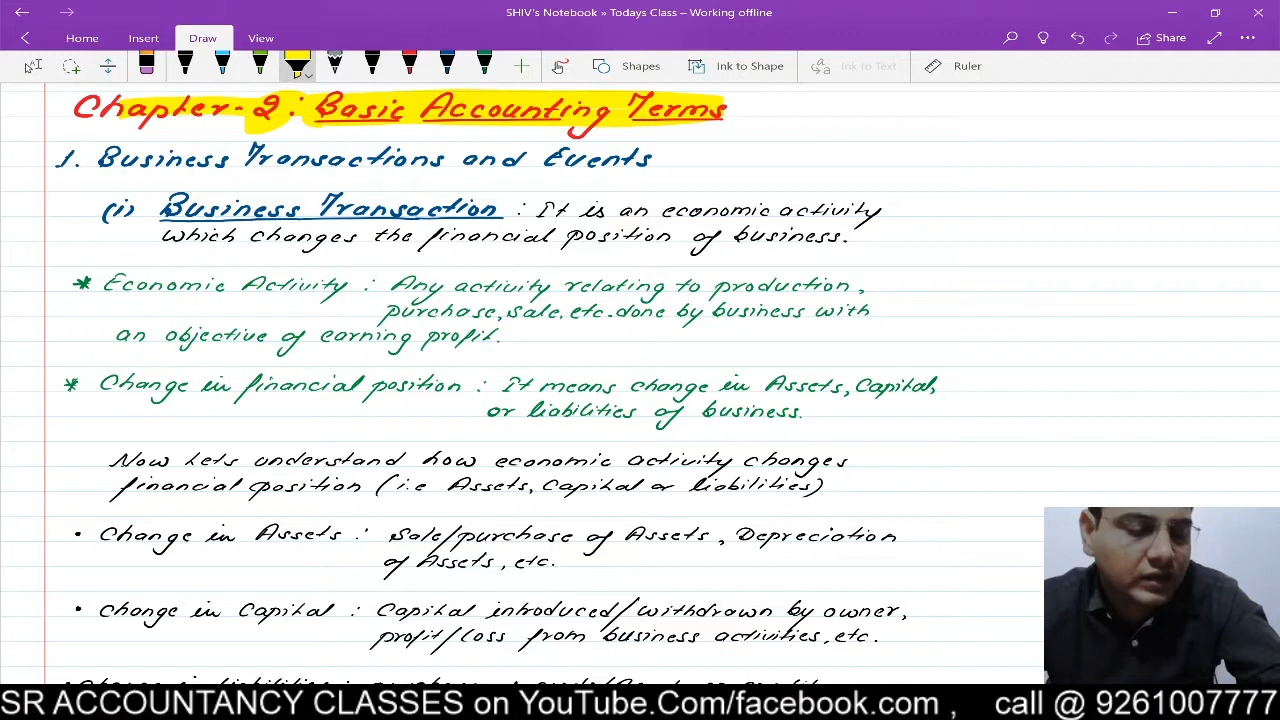 SHIV's Notebook » Todays Class – Working offline
Home Insert Draw View Share
Shapes Ink to Shape Ink to Text Ruler
Chapter-2: Basic Accounting Terms
1. Business Transactions and Events
(i) Business Transaction : It is an economic activity
which changes the financial position of business.
* Economic Activity : Any activity relating to production,
purchase, sale, etc. done by business with
an objective of earning profit.
* Change in financial position : It means change in Assets, Capital,
or liabilities of business.
Now Lets understand how economic activity changes
financial position (i.e Assets, Capital or liabilities)
• Change in Assets : Sale/purchase of Assets, Depreciation
of Assets, etc.
• Change in Capital : Capital introduced/withdrawn by owner,
profit/loss from business activities, etc.
SR ACCOUNTANCY CLASSES on YouTube.Com/facebook.com , call @ 9261007777